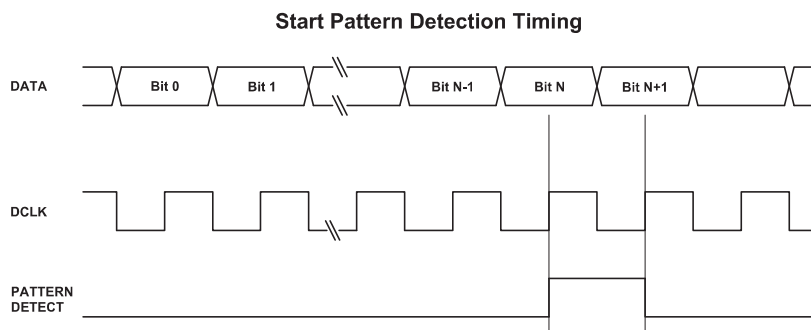 Start Pattern Detection Timing
DATA
Bit 0
Bit 1
Bit N-1
Bit N
Bit N+1
DCLK
PATTERN
DETECT